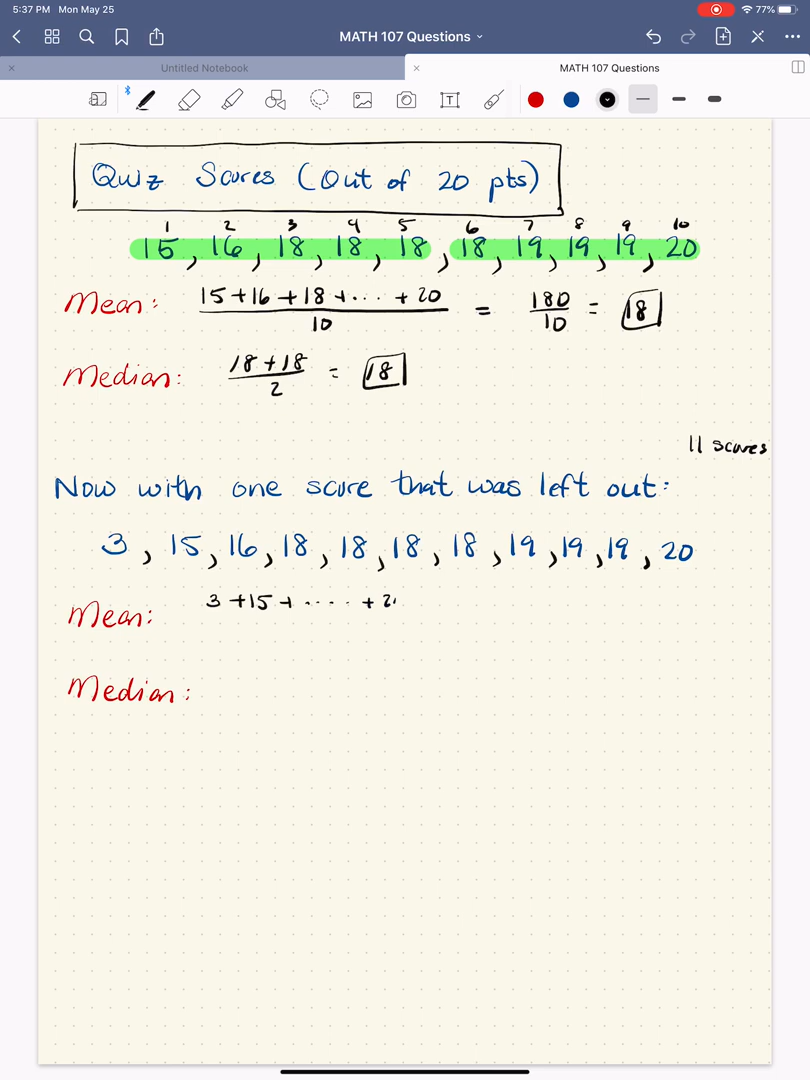 5:37 PM Mon May 25
77%
MATH 107 Questions
Untitled Notebook
MATH 107 Questions
Quiz Scores (Out of 20 pts)
1 2 3 4 5 6 7 8 9 10
15, 16, 18, 18, 18, 18, 19, 19, 19, 20
Mean: 15+16+18+...+20 / 10 = 180/10 = 18
Median: 18+18 / 2 = 18
11 scores
Now with one score that was left out:
3, 15, 16, 18, 18, 18, 18, 19, 19, 19, 20
Mean: 3+15+.....+2
Median: